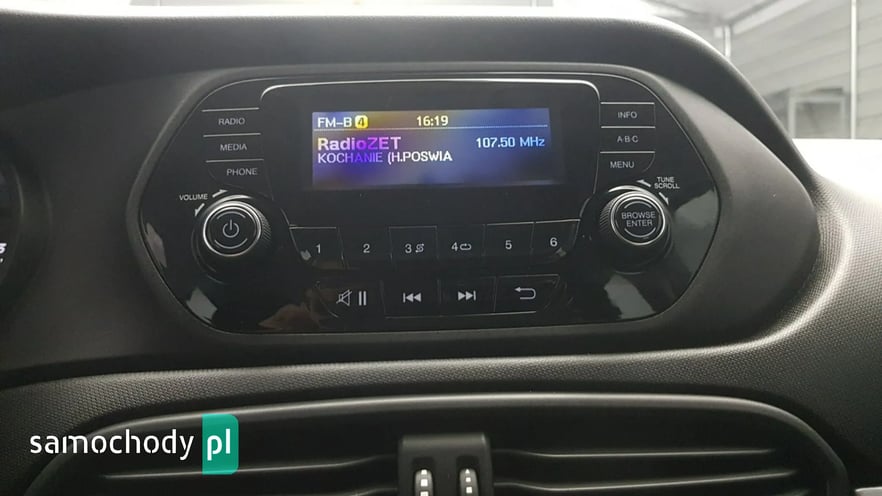 FM-B 4 16:19
RadioZET 107.50 MHz
KOCHANIE (H.POSWIA
RADIO
MEDIA
PHONE
INFO
A·B·C
MENU
VOLUME
TUNE
SCROLL
BROWSE
ENTER
1 2 3 4 5 6
samochody pl